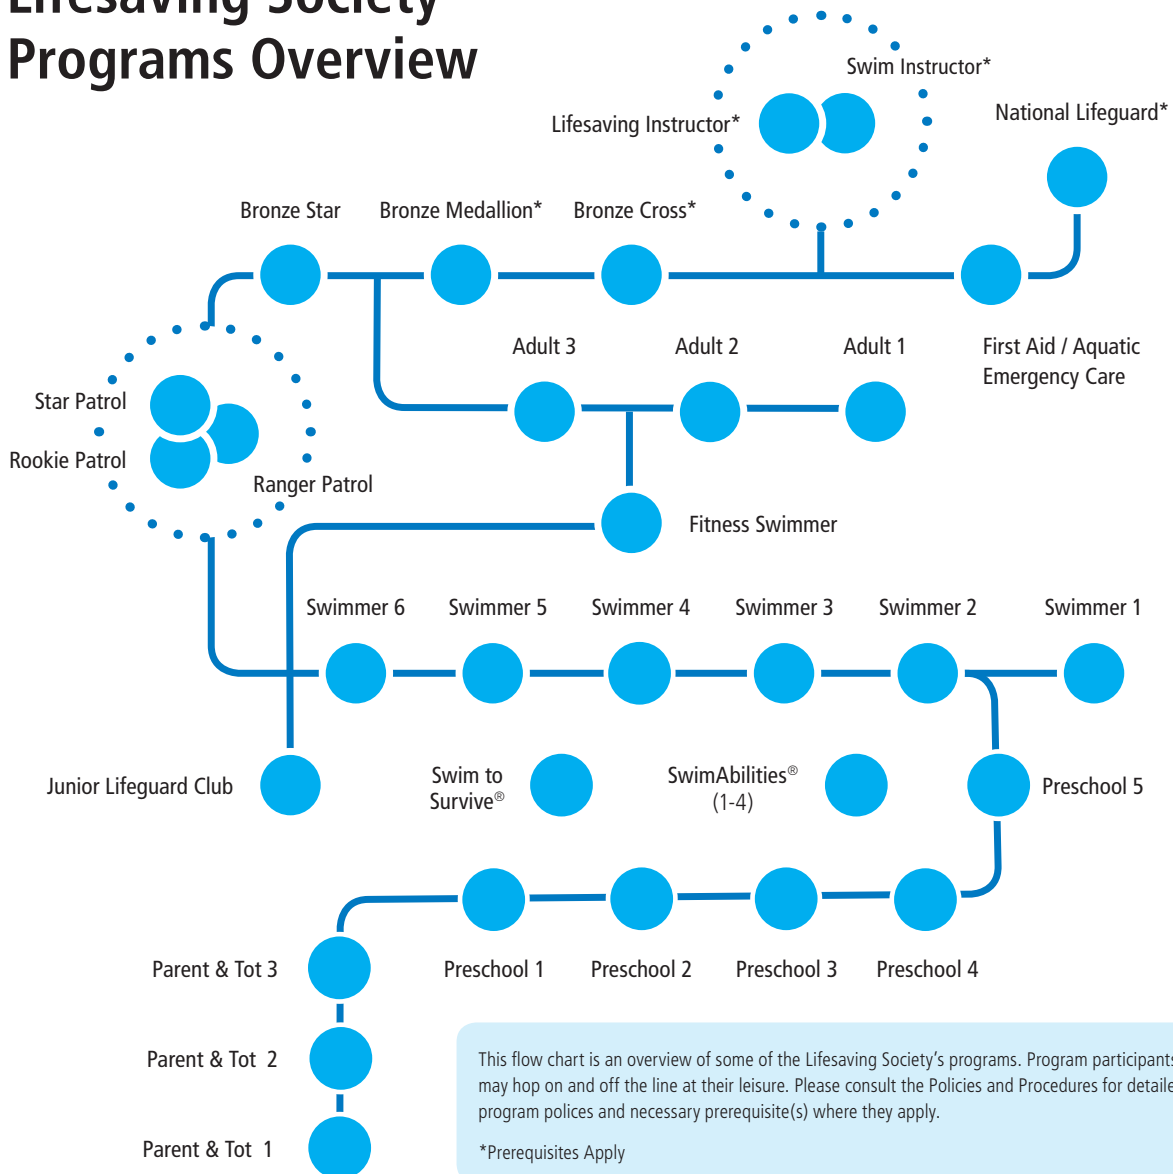 Lifesaving Society
Programs Overview
Swim Instructor*
Lifesaving Instructor*
National Lifeguard*
Bronze Star
Bronze Medallion*
Bronze Cross*
Adult 3
Adult 2
Adult 1
First Aid / Aquatic
Emergency Care
Star Patrol
Rookie Patrol
Ranger Patrol
Fitness Swimmer
Swimmer 6
Swimmer 5
Swimmer 4
Swimmer 3
Swimmer 2
Swimmer 1
Junior Lifeguard Club
Swim to
Survive®
SwimAbilities®
(1-4)
Preschool 5
Parent & Tot 3
Preschool 1
Preschool 2
Preschool 3
Preschool 4
Parent & Tot 2
Parent & Tot 1
This flow chart is an overview of some of the Lifesaving Society's programs. Program participants
may hop on and off the line at their leisure. Please consult the Policies and Procedures for detaile
program polices and necessary prerequisite(s) where they apply.
*Prerequisites Apply